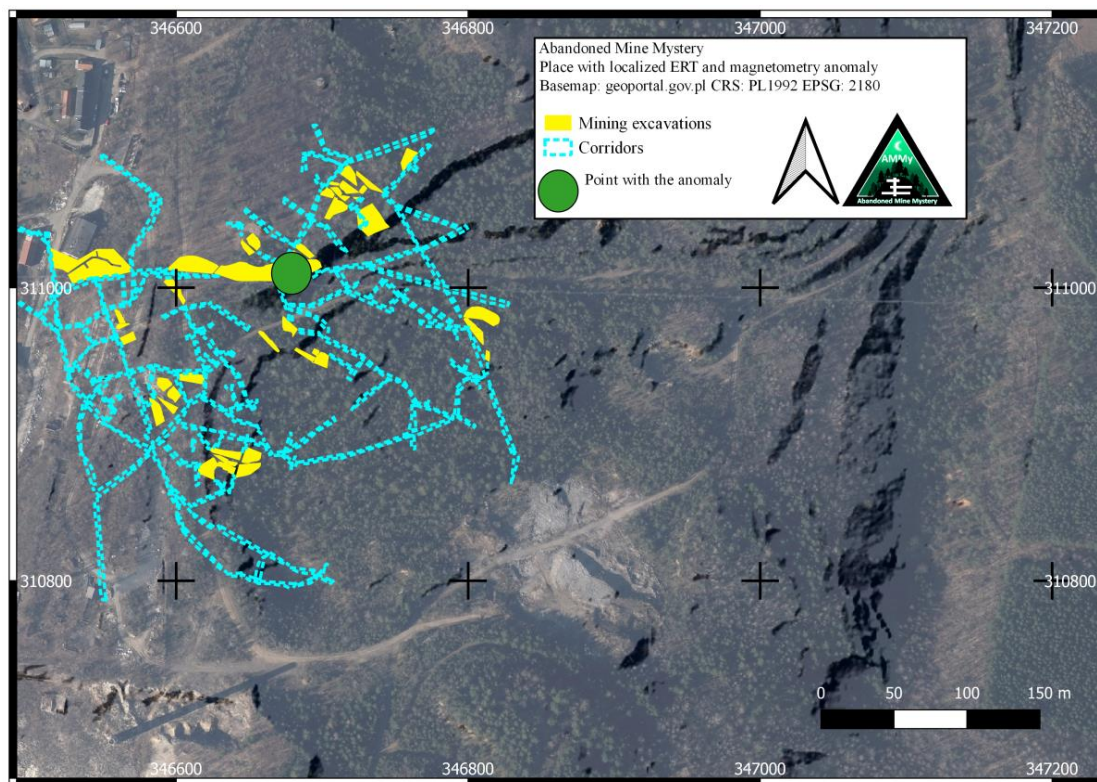 346600
346800
347000
347200
Abandoned Mine Mystery
Place with localized ERT and magnetometry anomaly
Basemap: geoportal.gov.pl CRS: PL1992 EPSG: 2180
Mining excavations
Corridors
Point with the anomaly
AMMy
Abandoned Mine Mystery
311000
311000
310800
310800
0 50 100 150 m
346600
346800
347000
347200